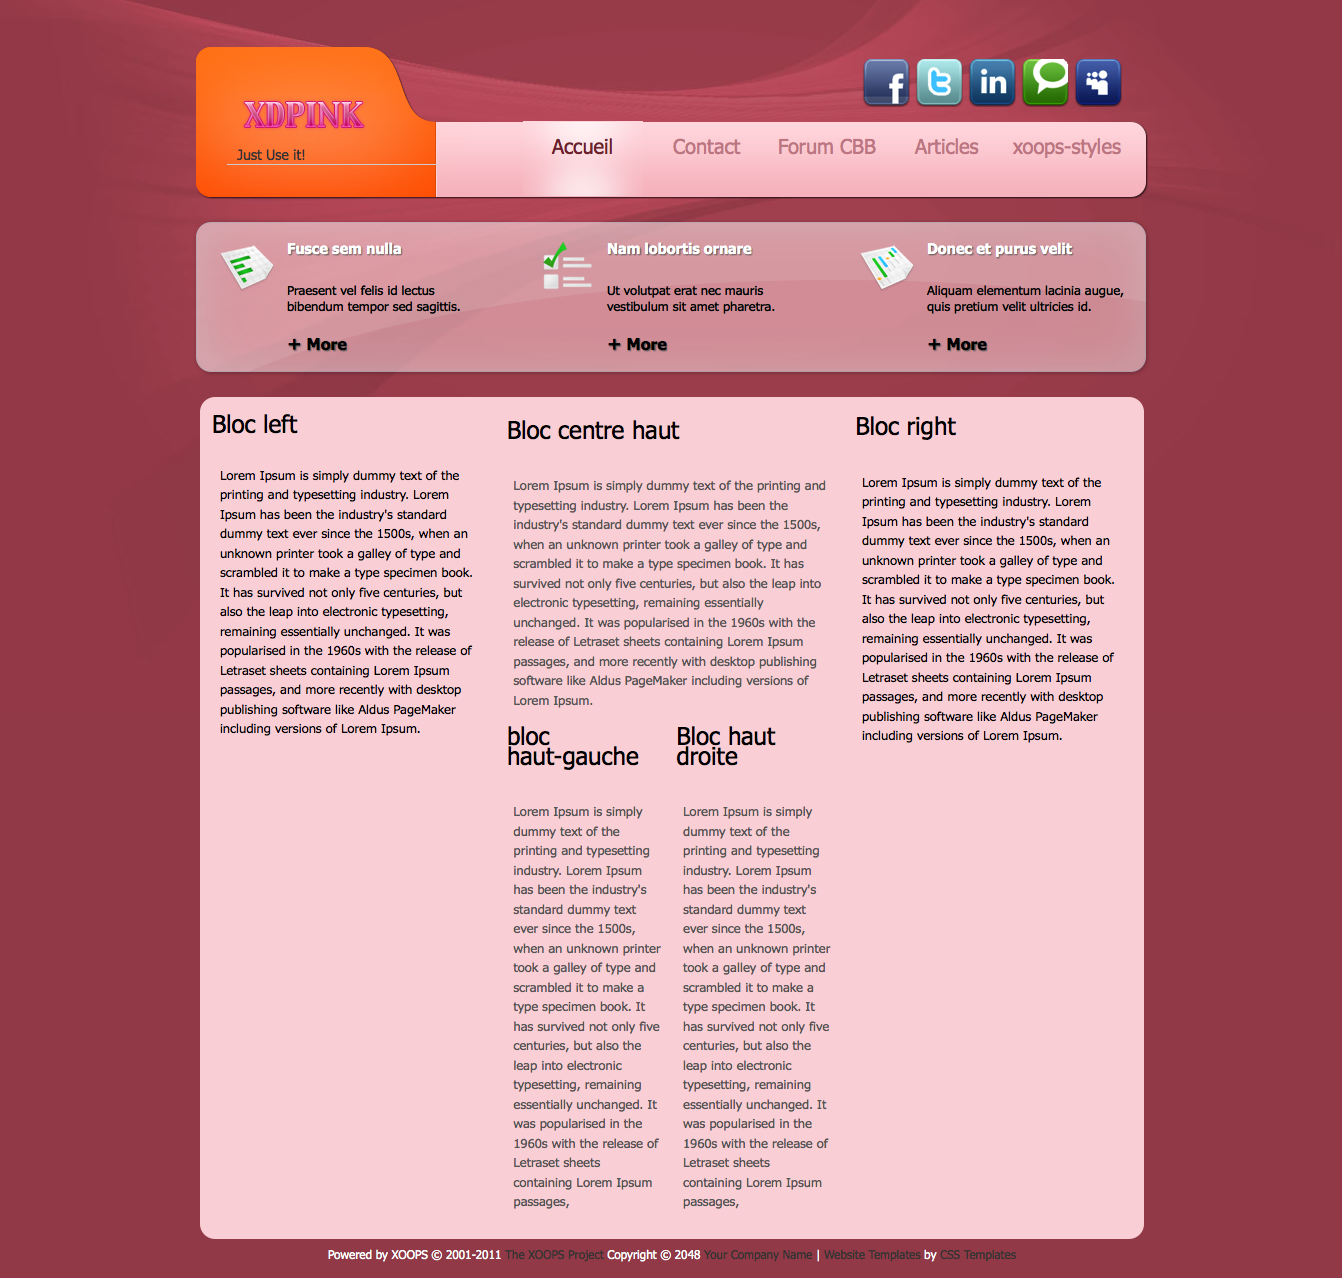 XDPINK
Just Use it!
Accueil Contact Forum CBB Articles xoops-styles
Fusce sem nulla
Praesent vel felis id lectus
bibendum tempor sed sagittis.
+ More
Nam lobortis ornare
Ut volutpat erat nec mauris
vestibulum sit amet pharetra.
+ More
Donec et purus velit
Aliquam elementum lacinia augue,
quis pretium velit ultricies id.
+ More
Bloc left
Lorem Ipsum is simply dummy text of the
printing and typesetting industry. Lorem
Ipsum has been the industry's standard
dummy text ever since the 1500s, when an
unknown printer took a galley of type and
scrambled it to make a type specimen book.
It has survived not only five centuries, but
also the leap into electronic typesetting,
remaining essentially unchanged. It was
popularised in the 1960s with the release of
Letraset sheets containing Lorem Ipsum
passages, and more recently with desktop
publishing software like Aldus PageMaker
including versions of Lorem Ipsum.
Bloc centre haut
Lorem Ipsum is simply dummy text of the printing and
typesetting industry. Lorem Ipsum has been the
industry's standard dummy text ever since the 1500s,
when an unknown printer took a galley of type and
scrambled it to make a type specimen book. It has
survived not only five centuries, but also the leap into
electronic typesetting, remaining essentially
unchanged. It was popularised in the 1960s with the
release of Letraset sheets containing Lorem Ipsum
passages, and more recently with desktop publishing
software like Aldus PageMaker including versions of
Lorem Ipsum.
bloc
haut-gauche
Lorem Ipsum is simply
dummy text of the
printing and typesetting
industry. Lorem Ipsum
has been the industry's
standard dummy text
ever since the 1500s,
when an unknown printer
took a galley of type and
scrambled it to make a
type specimen book. It
has survived not only five
centuries, but also the
leap into electronic
typesetting, remaining
essentially unchanged. It
was popularised in the
1960s with the release of
Letraset sheets
containing Lorem Ipsum
passages,
Bloc haut
droite
Lorem Ipsum is simply
dummy text of the
printing and typesetting
industry. Lorem Ipsum
has been the industry's
standard dummy text
ever since the 1500s,
when an unknown printer
took a galley of type and
scrambled it to make a
type specimen book. It
has survived not only five
centuries, but also the
leap into electronic
typesetting, remaining
essentially unchanged. It
was popularised in the
1960s with the release of
Letraset sheets
containing Lorem Ipsum
passages,
Bloc right
Lorem Ipsum is simply dummy text of the
printing and typesetting industry. Lorem
Ipsum has been the industry's standard
dummy text ever since the 1500s, when an
unknown printer took a galley of type and
scrambled it to make a type specimen book.
It has survived not only five centuries, but
also the leap into electronic typesetting,
remaining essentially unchanged. It was
popularised in the 1960s with the release of
Letraset sheets containing Lorem Ipsum
passages, and more recently with desktop
publishing software like Aldus PageMaker
including versions of Lorem Ipsum.
Powered by XOOPS © 2001-2011 The XOOPS Project Copyright © 2048 Your Company Name | Website Templates by CSS Templates